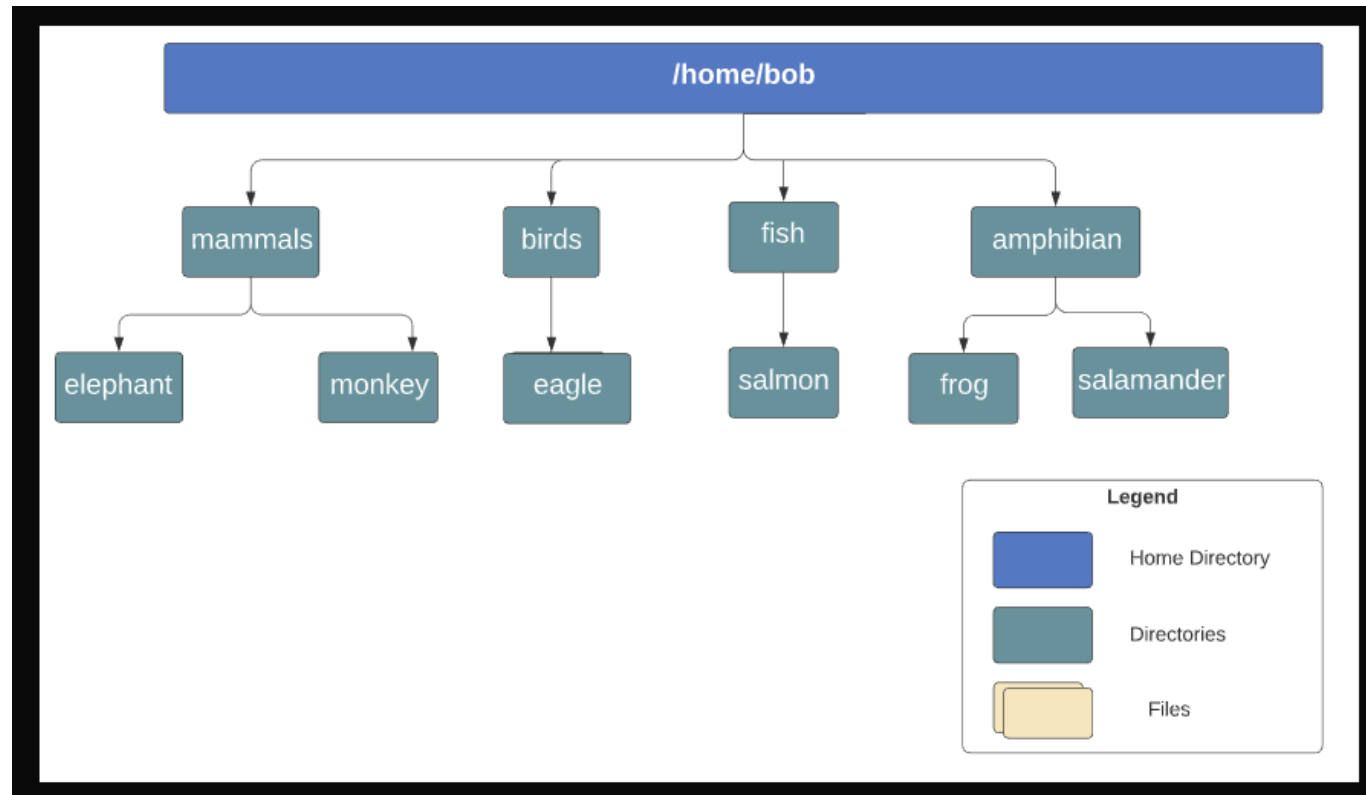 /home/bob
mammals
birds
fish
amphibian
elephant
monkey
eagle
salmon
frog
salamander
Legend
Home Directory
Directories
Files